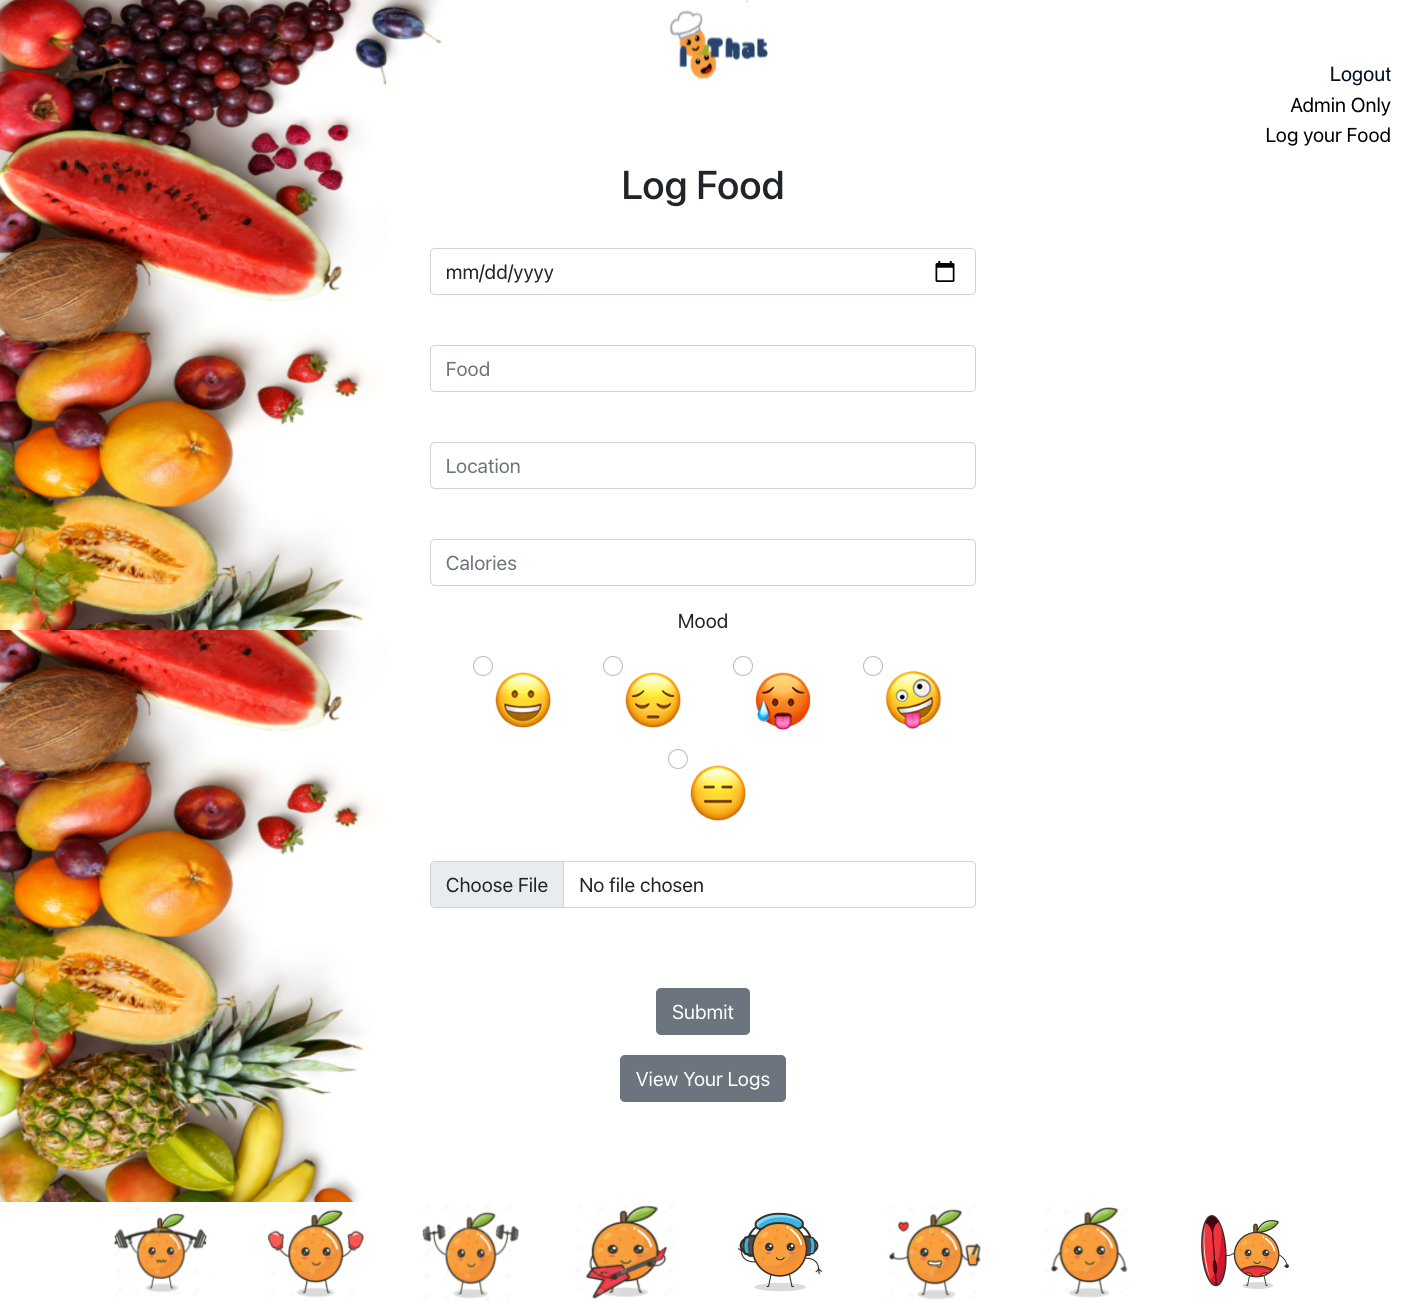 That
Logout
Admin Only
Log your Food
Log Food
mm/dd/yyyy
Food
Location
Calories
Mood
Choose File No file chosen
Submit
View Your Logs